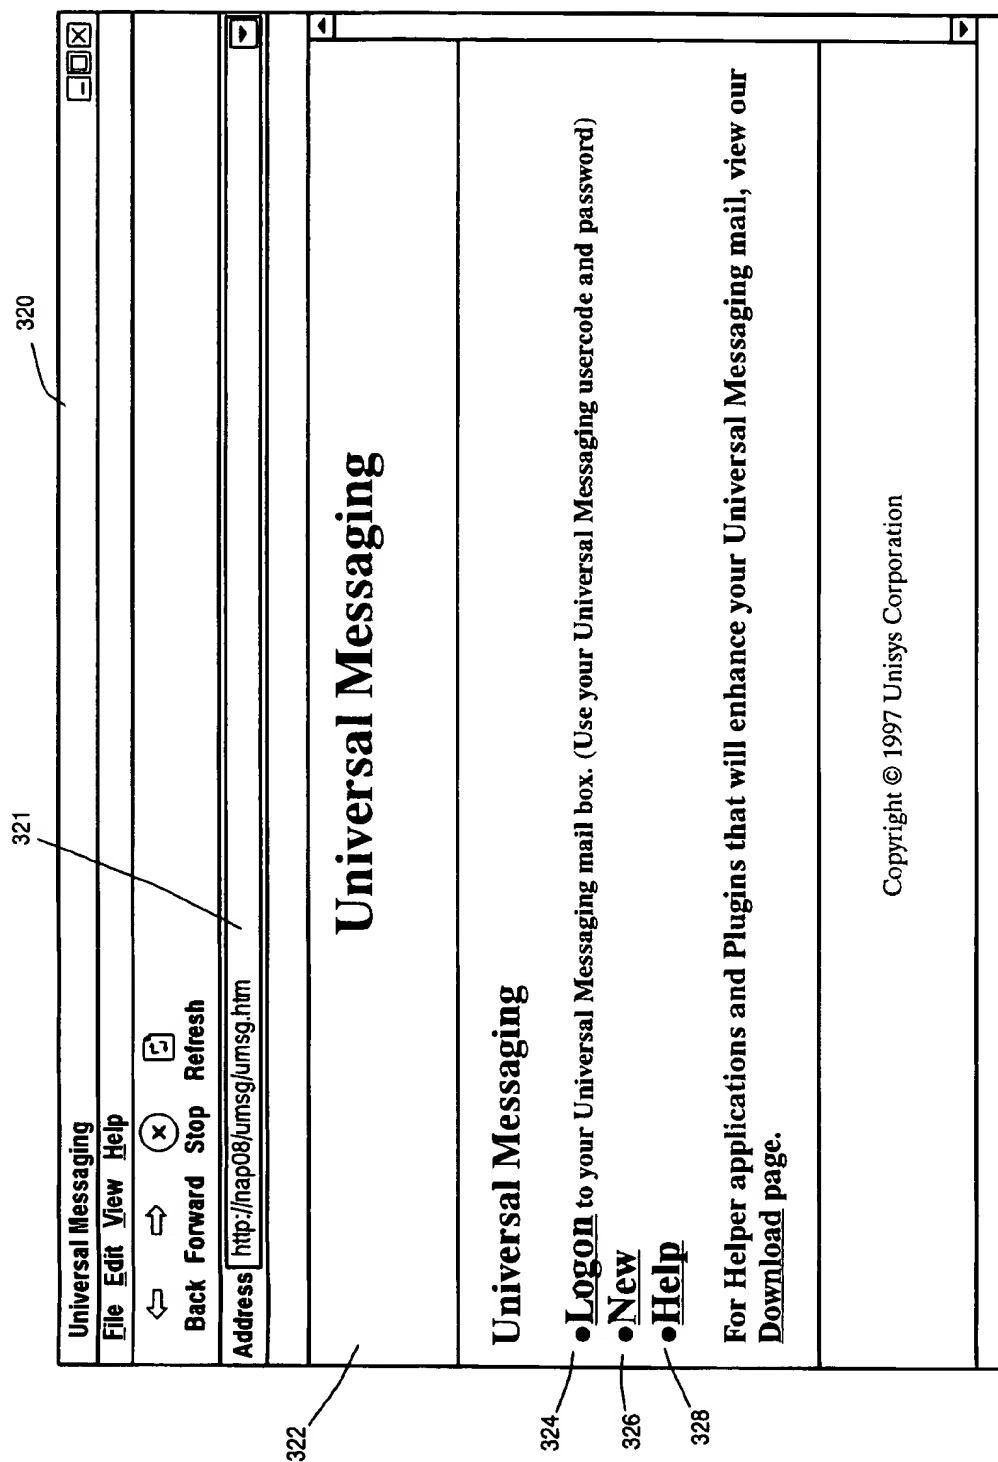 320
Universal Messaging
File Edit View Help
Back Forward Stop Refresh
321
Address http://nap08/umsg/umsg.htm
322
Universal Messaging
Universal Messaging
324
•Logon to your Universal Messaging mail box. (Use your Universal Messaging usercode and password)
326
•New
328
•Help
For Helper applications and Plugins that will enhance your Universal Messaging mail, view our
Download page.
Copyright © 1997 Unisys Corporation